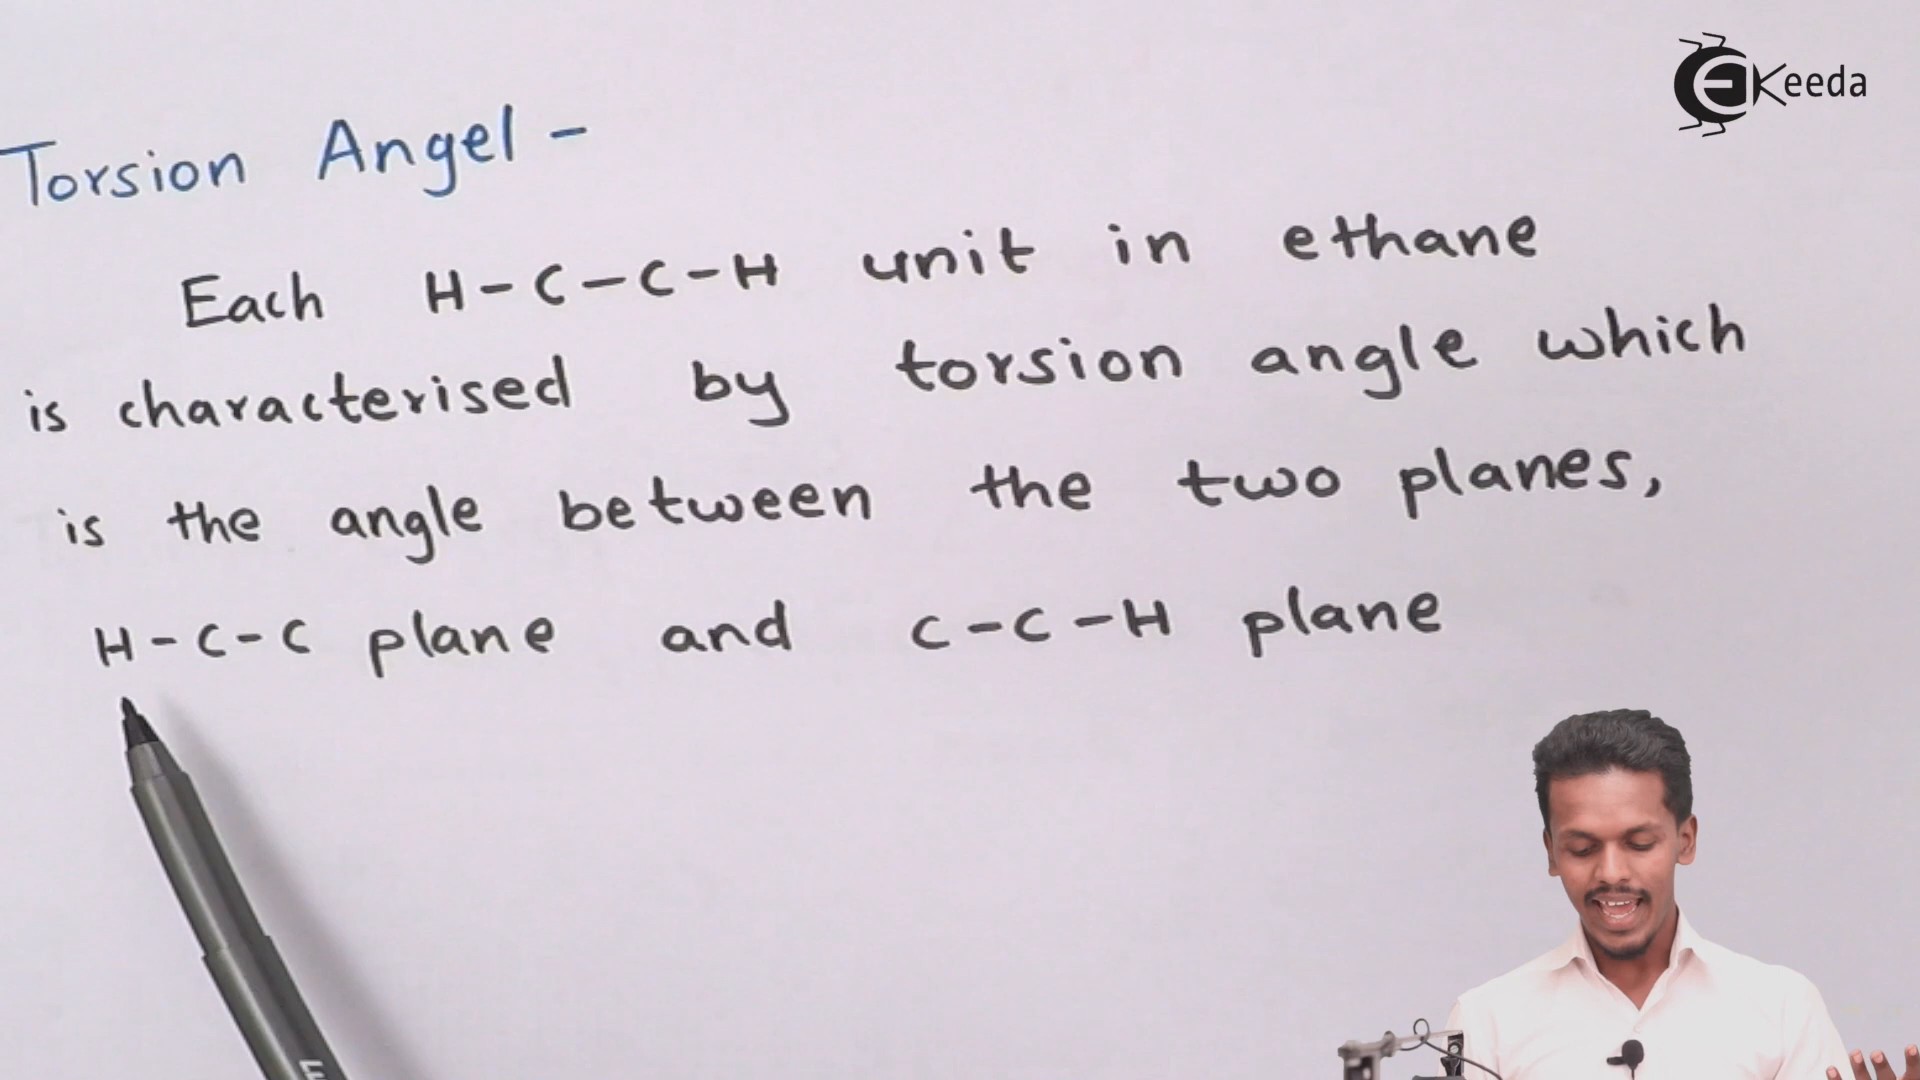 EKeeda
Torsion Angel -
Each H-C-C-H unit in ethane
is characterised by torsion angle which
is the angle between the two planes,
H-C-C plane and C-C-H plane
E